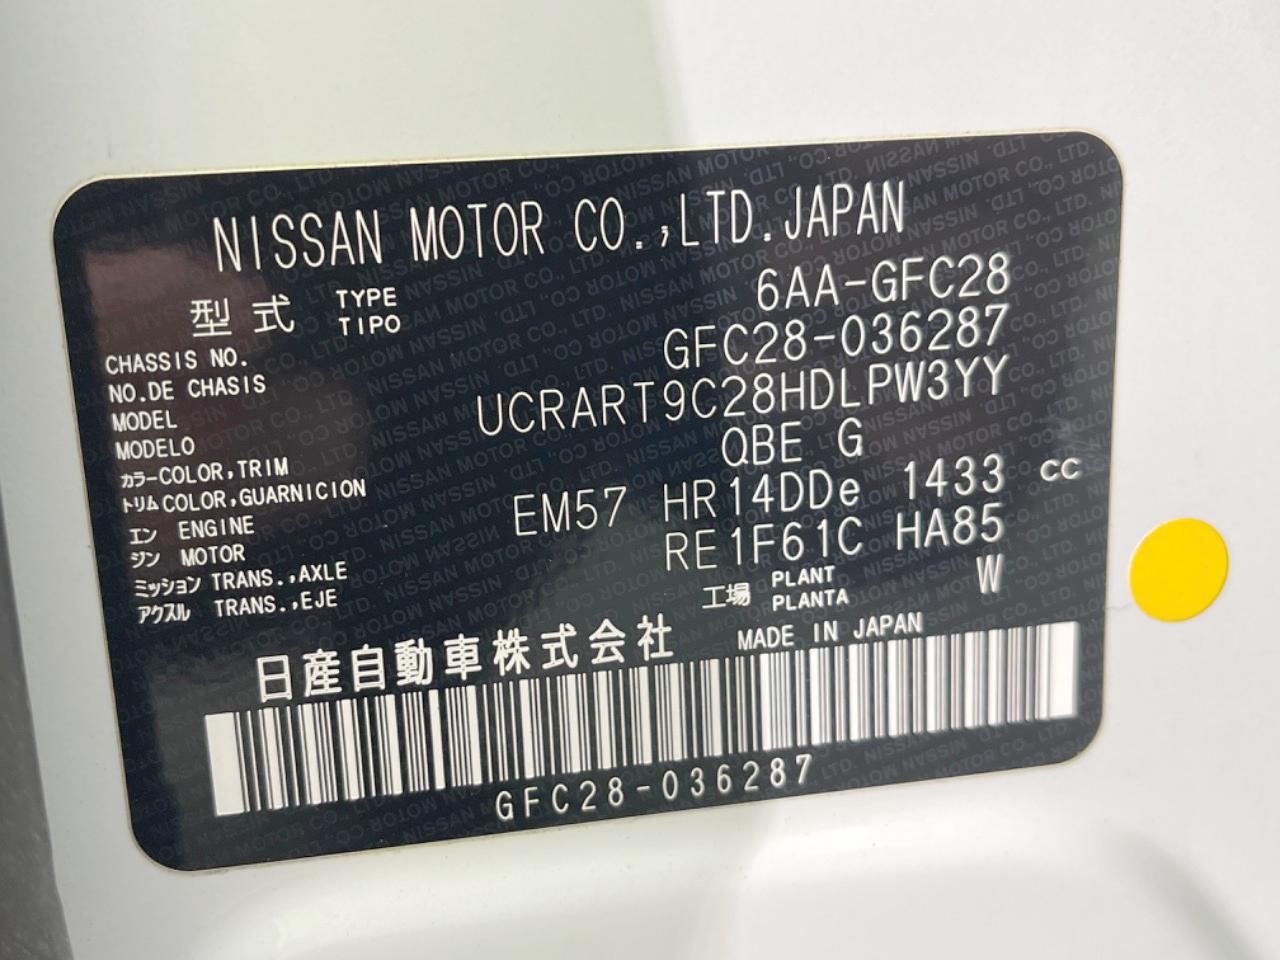 NISSAN MOTOR CO.,LTD.JAPAN
型式 TYPE 6AA-GFC28
TIPO
CHASSIS NO. GFC28-036287
NO.DE CHASIS
MODEL UCRART9C28HDLPW3YY
MODELO
カラーCOLOR,TRIM QBE G
トリムCOLOR,GUARNICION
エン ENGINE EM57 HR14DDe 1433 cc
ジン MOTOR
ミッション TRANS.,AXLE RE1F61C HA85
アクスル TRANS.,EJE
工場 PLANT W
PLANTA
日産自動車株式会社 MADE IN JAPAN
GFC28-036287